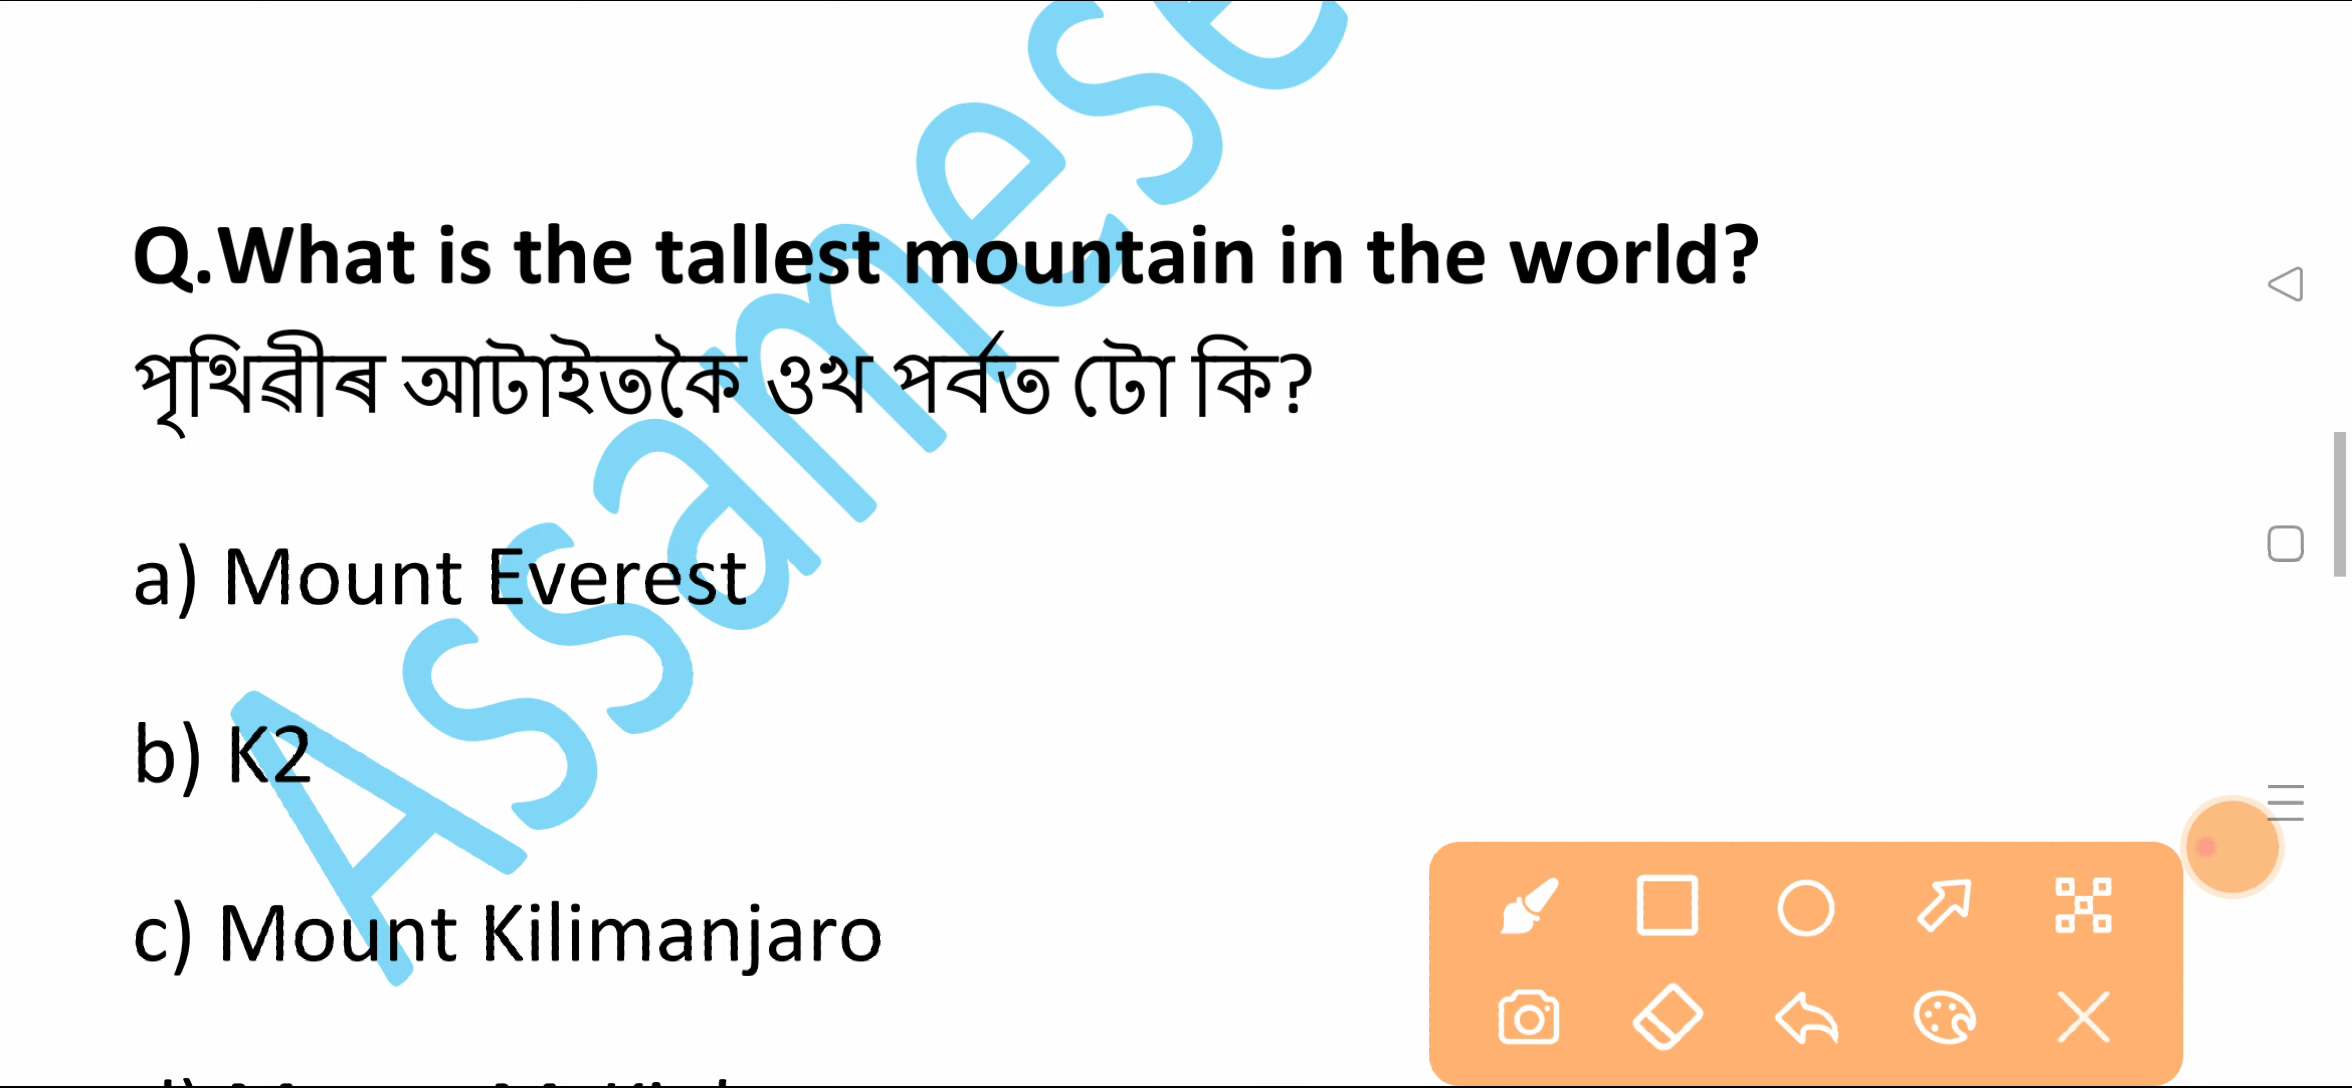 Assamese
Q.What is the tallest mountain in the world?
পৃথিৱীৰ আটাইতকৈ ওখ পৰ্বত টো কি?
a) Mount Everest
b) K2
c) Mount Kilimanjaro